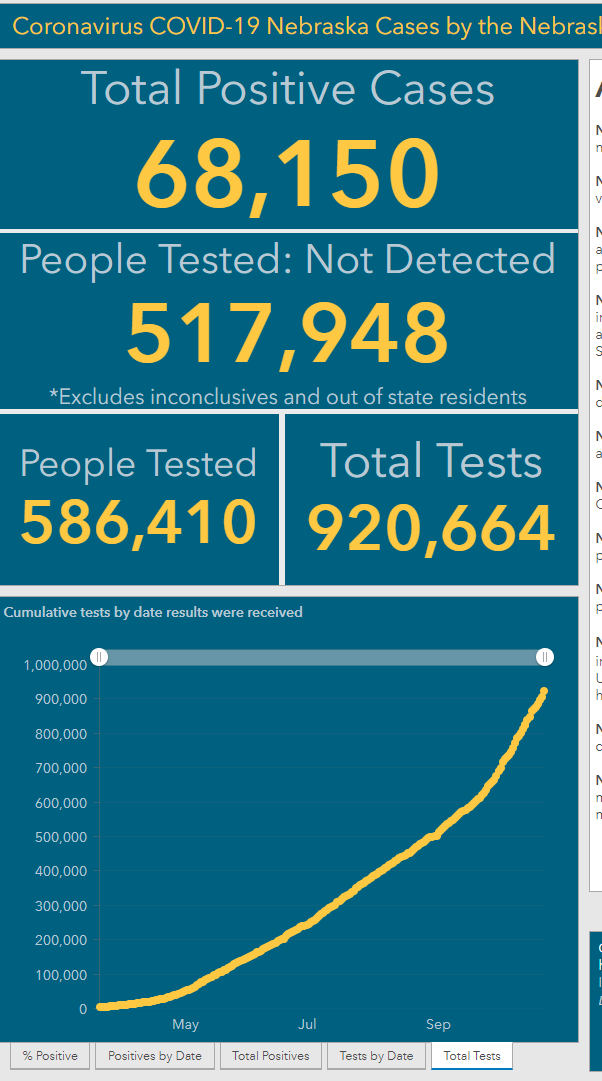 Coronavirus COVID-19 Nebraska Cases by the
Total Positive Cases
68,150
People Tested: Not Detected
517,948
*Excludes inconclusives and out of state residents
People Tested
586,410
Total Tests
920,664
Cumulative tests by date results were received
1,000,000
900,000
800,000
700,000
600,000
500,000
400,000
300,000
200,000
100,000
0
May Jul Sep
% Positive Positives by Date Total Positives Tests by Date Total Tests